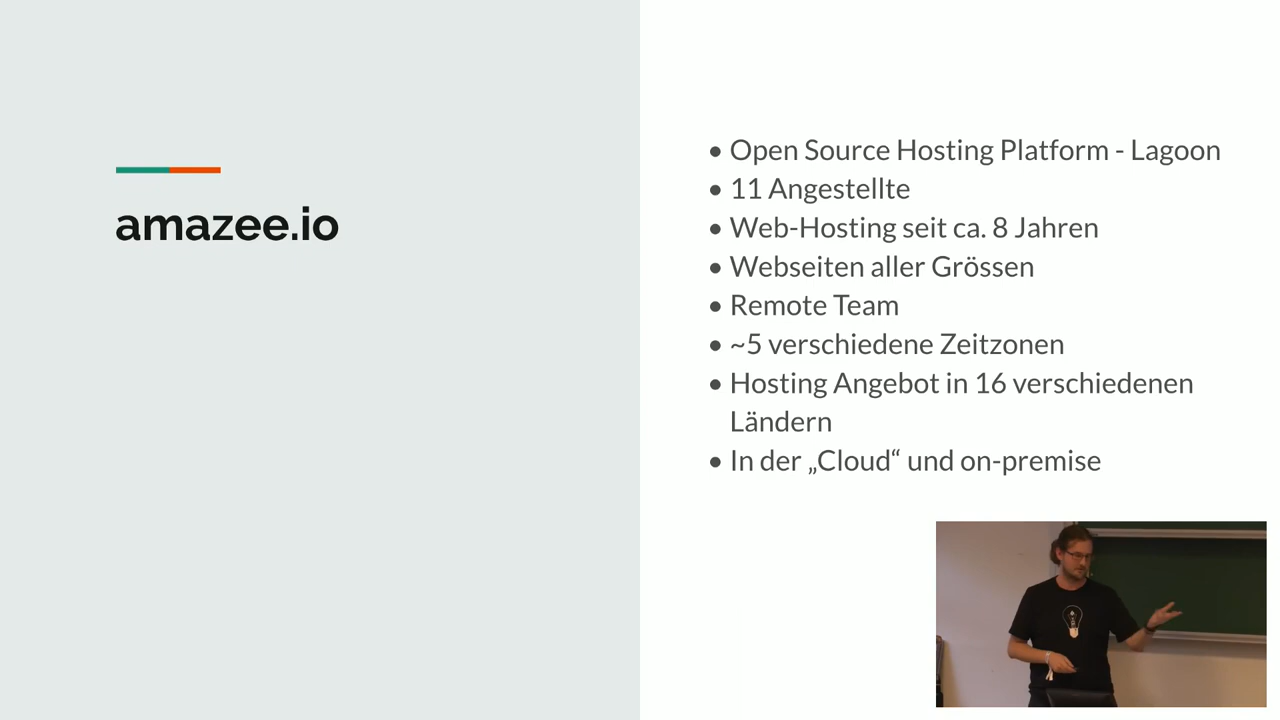 amazee.io
• Open Source Hosting Platform - Lagoon
• 11 Angestellte
• Web-Hosting seit ca. 8 Jahren
• Webseiten aller Grössen
• Remote Team
• ~5 verschiedene Zeitzonen
• Hosting Angebot in 16 verschiedenen
Ländern
• In der „Cloud“ und on-premise